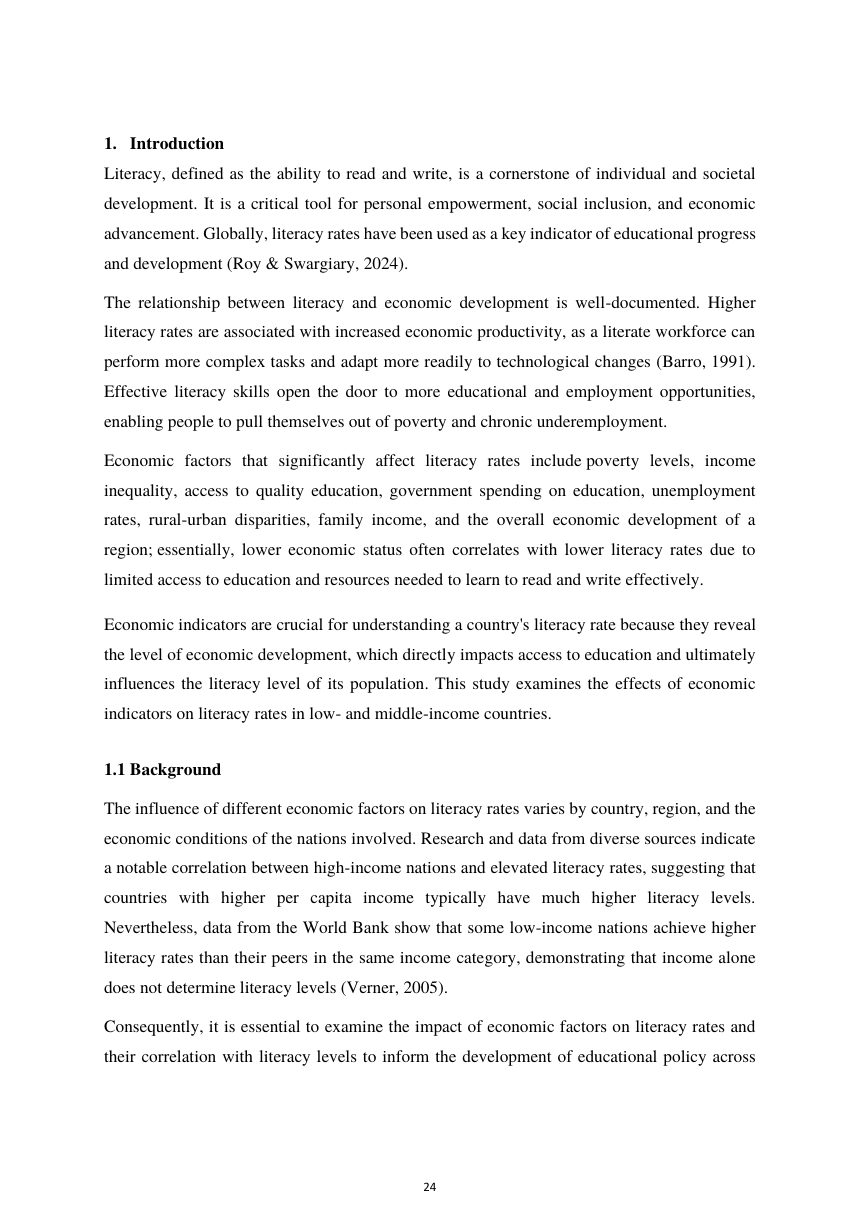 1. Introduction
Literacy, defined as the ability to read and write, is a cornerstone of individual and societal
development. It is a critical tool for personal empowerment, social inclusion, and economic
advancement. Globally, literacy rates have been used as a key indicator of educational progress
and development (Roy & Swargiary, 2024).
The relationship between literacy and economic development is well-documented. Higher
literacy rates are associated with increased economic productivity, as a literate workforce can
perform more complex tasks and adapt more readily to technological changes (Barro, 1991).
Effective literacy skills open the door to more educational and employment opportunities,
enabling people to pull themselves out of poverty and chronic underemployment.
Economic factors that significantly affect literacy rates include poverty levels, income
inequality, access to quality education, government spending on education, unemployment
rates, rural-urban disparities, family income, and the overall economic development of a
region; essentially, lower economic status often correlates with lower literacy rates due to
limited access to education and resources needed to learn to read and write effectively.
Economic indicators are crucial for understanding a country's literacy rate because they reveal
the level of economic development, which directly impacts access to education and ultimately
influences the literacy level of its population. This study examines the effects of economic
indicators on literacy rates in low- and middle-income countries.
1.1 Background
The influence of different economic factors on literacy rates varies by country, region, and the
economic conditions of the nations involved. Research and data from diverse sources indicate
a notable correlation between high-income nations and elevated literacy rates, suggesting that
countries with higher per capita income typically have much higher literacy levels.
Nevertheless, data from the World Bank show that some low-income nations achieve higher
literacy rates than their peers in the same income category, demonstrating that income alone
does not determine literacy levels (Verner, 2005).
Consequently, it is essential to examine the impact of economic factors on literacy rates and
their correlation with literacy levels to inform the development of educational policy across
24